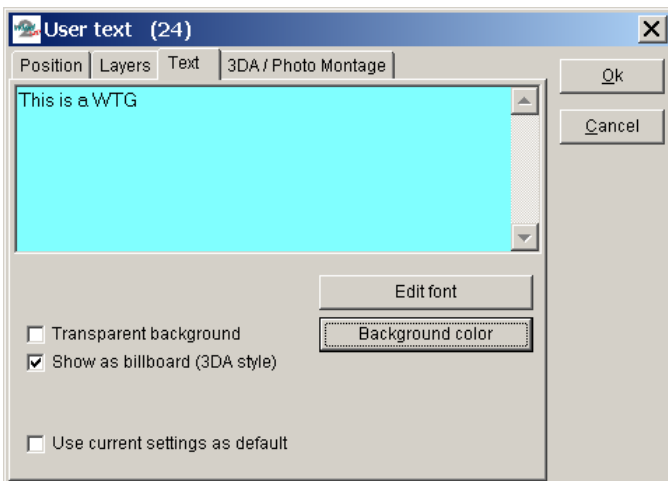 User text (24)
Position Layers Text 3DA / Photo Montage
Ok
This is a WTG
Cancel
Edit font
Transparent background
Background color
Show as billboard (3DA style)
Use current settings as default